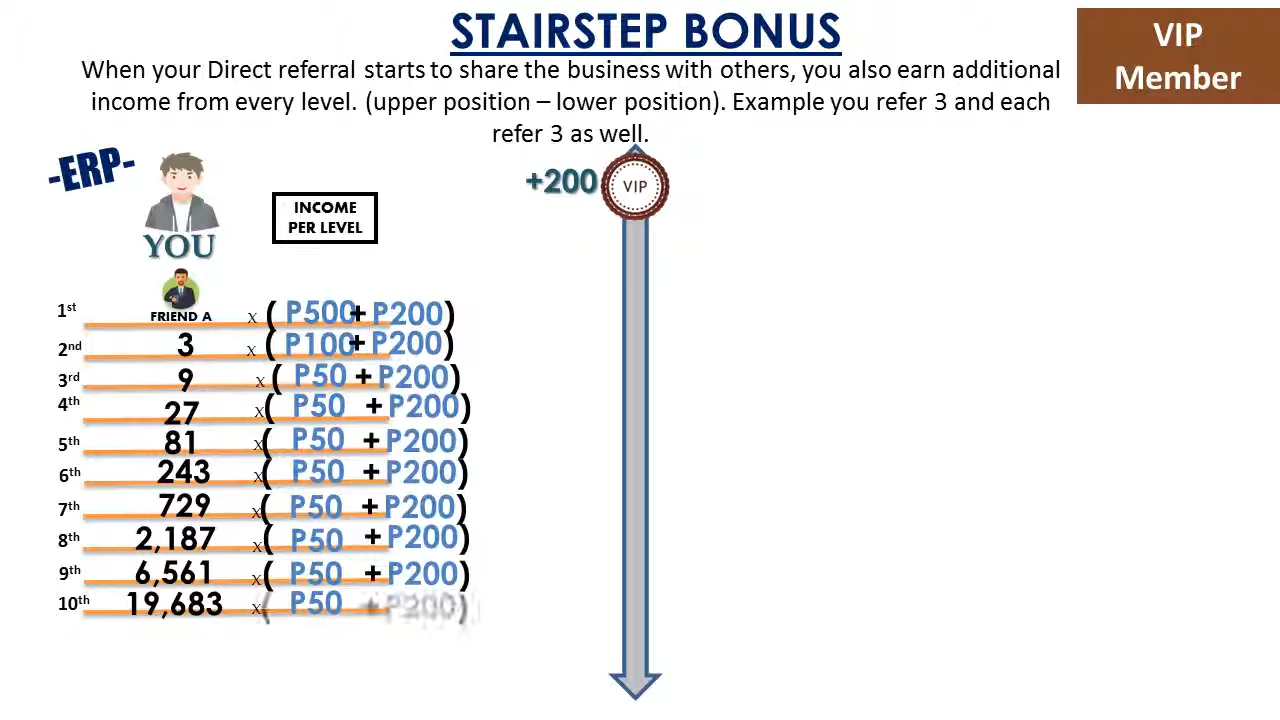 STAIRSTEP BONUS
VIP
Member
When your Direct referral starts to share the business with others, you also earn additional
income from every level. (upper position – lower position). Example you refer 3 and each
refer 3 as well.
-ERP-
YOU
INCOME
PER LEVEL
+200
VIP
1st FRIEND A x ( P500+ P200)
2nd 3 x ( P100+ P200)
3rd 9 x ( P50 + P200)
4th 27 x( P50 + P200)
5th 81 x( P50 + P200)
6th 243 x( P50 + P200)
7th 729 x( P50 + P200)
8th 2,187 x( P50 + P200)
9th 6,561 x( P50 + P200)
10th 19,683 x( P50 +P200)